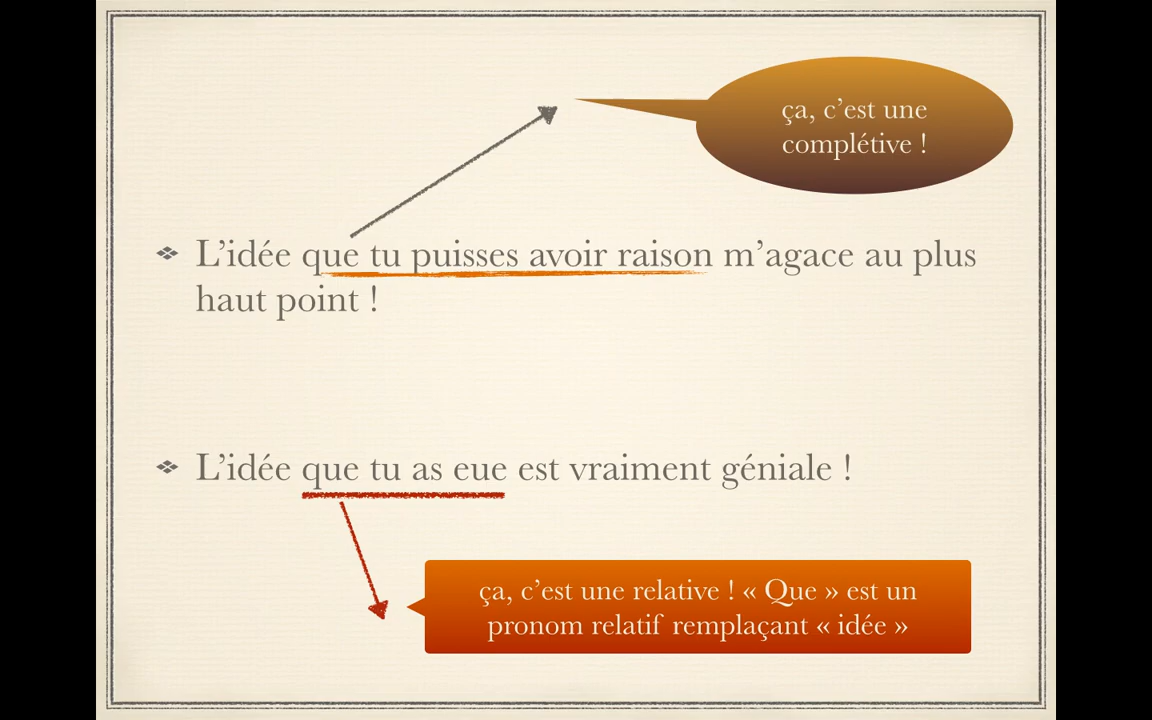 ça, c’est une
complétive !
L’idée que tu puisses avoir raison m’agace au plus
haut point !
L’idée que tu as eue est vraiment géniale !
ça, c’est une relative ! « Que » est un
pronom relatif remplaçant « idée »